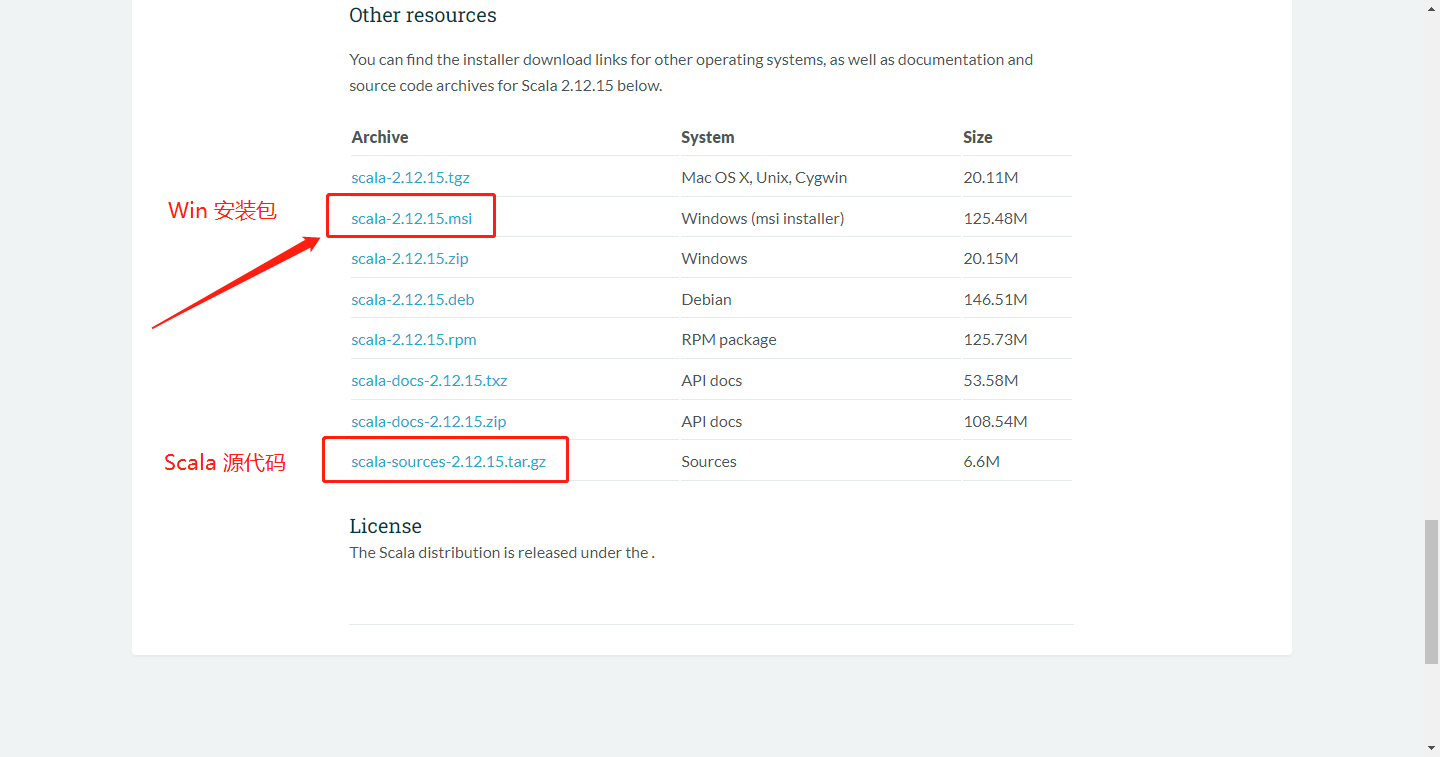 Other resources
You can find the installer download links for other operating systems, as well as documentation and
source code archives for Scala 2.12.15 below.
Archive System Size
scala-2.12.15.tgz Mac OS X, Unix, Cygwin 20.11M
Win 安装包
scala-2.12.15.msi Windows (msi installer) 125.48M
scala-2.12.15.zip Windows 20.15M
scala-2.12.15.deb Debian 146.51M
scala-2.12.15.rpm RPM package 125.73M
scala-docs-2.12.15.txz API docs 53.58M
scala-docs-2.12.15.zip API docs 108.54M
Scala 源代码
scala-sources-2.12.15.tar.gz Sources 6.6M
License
The Scala distribution is released under the .